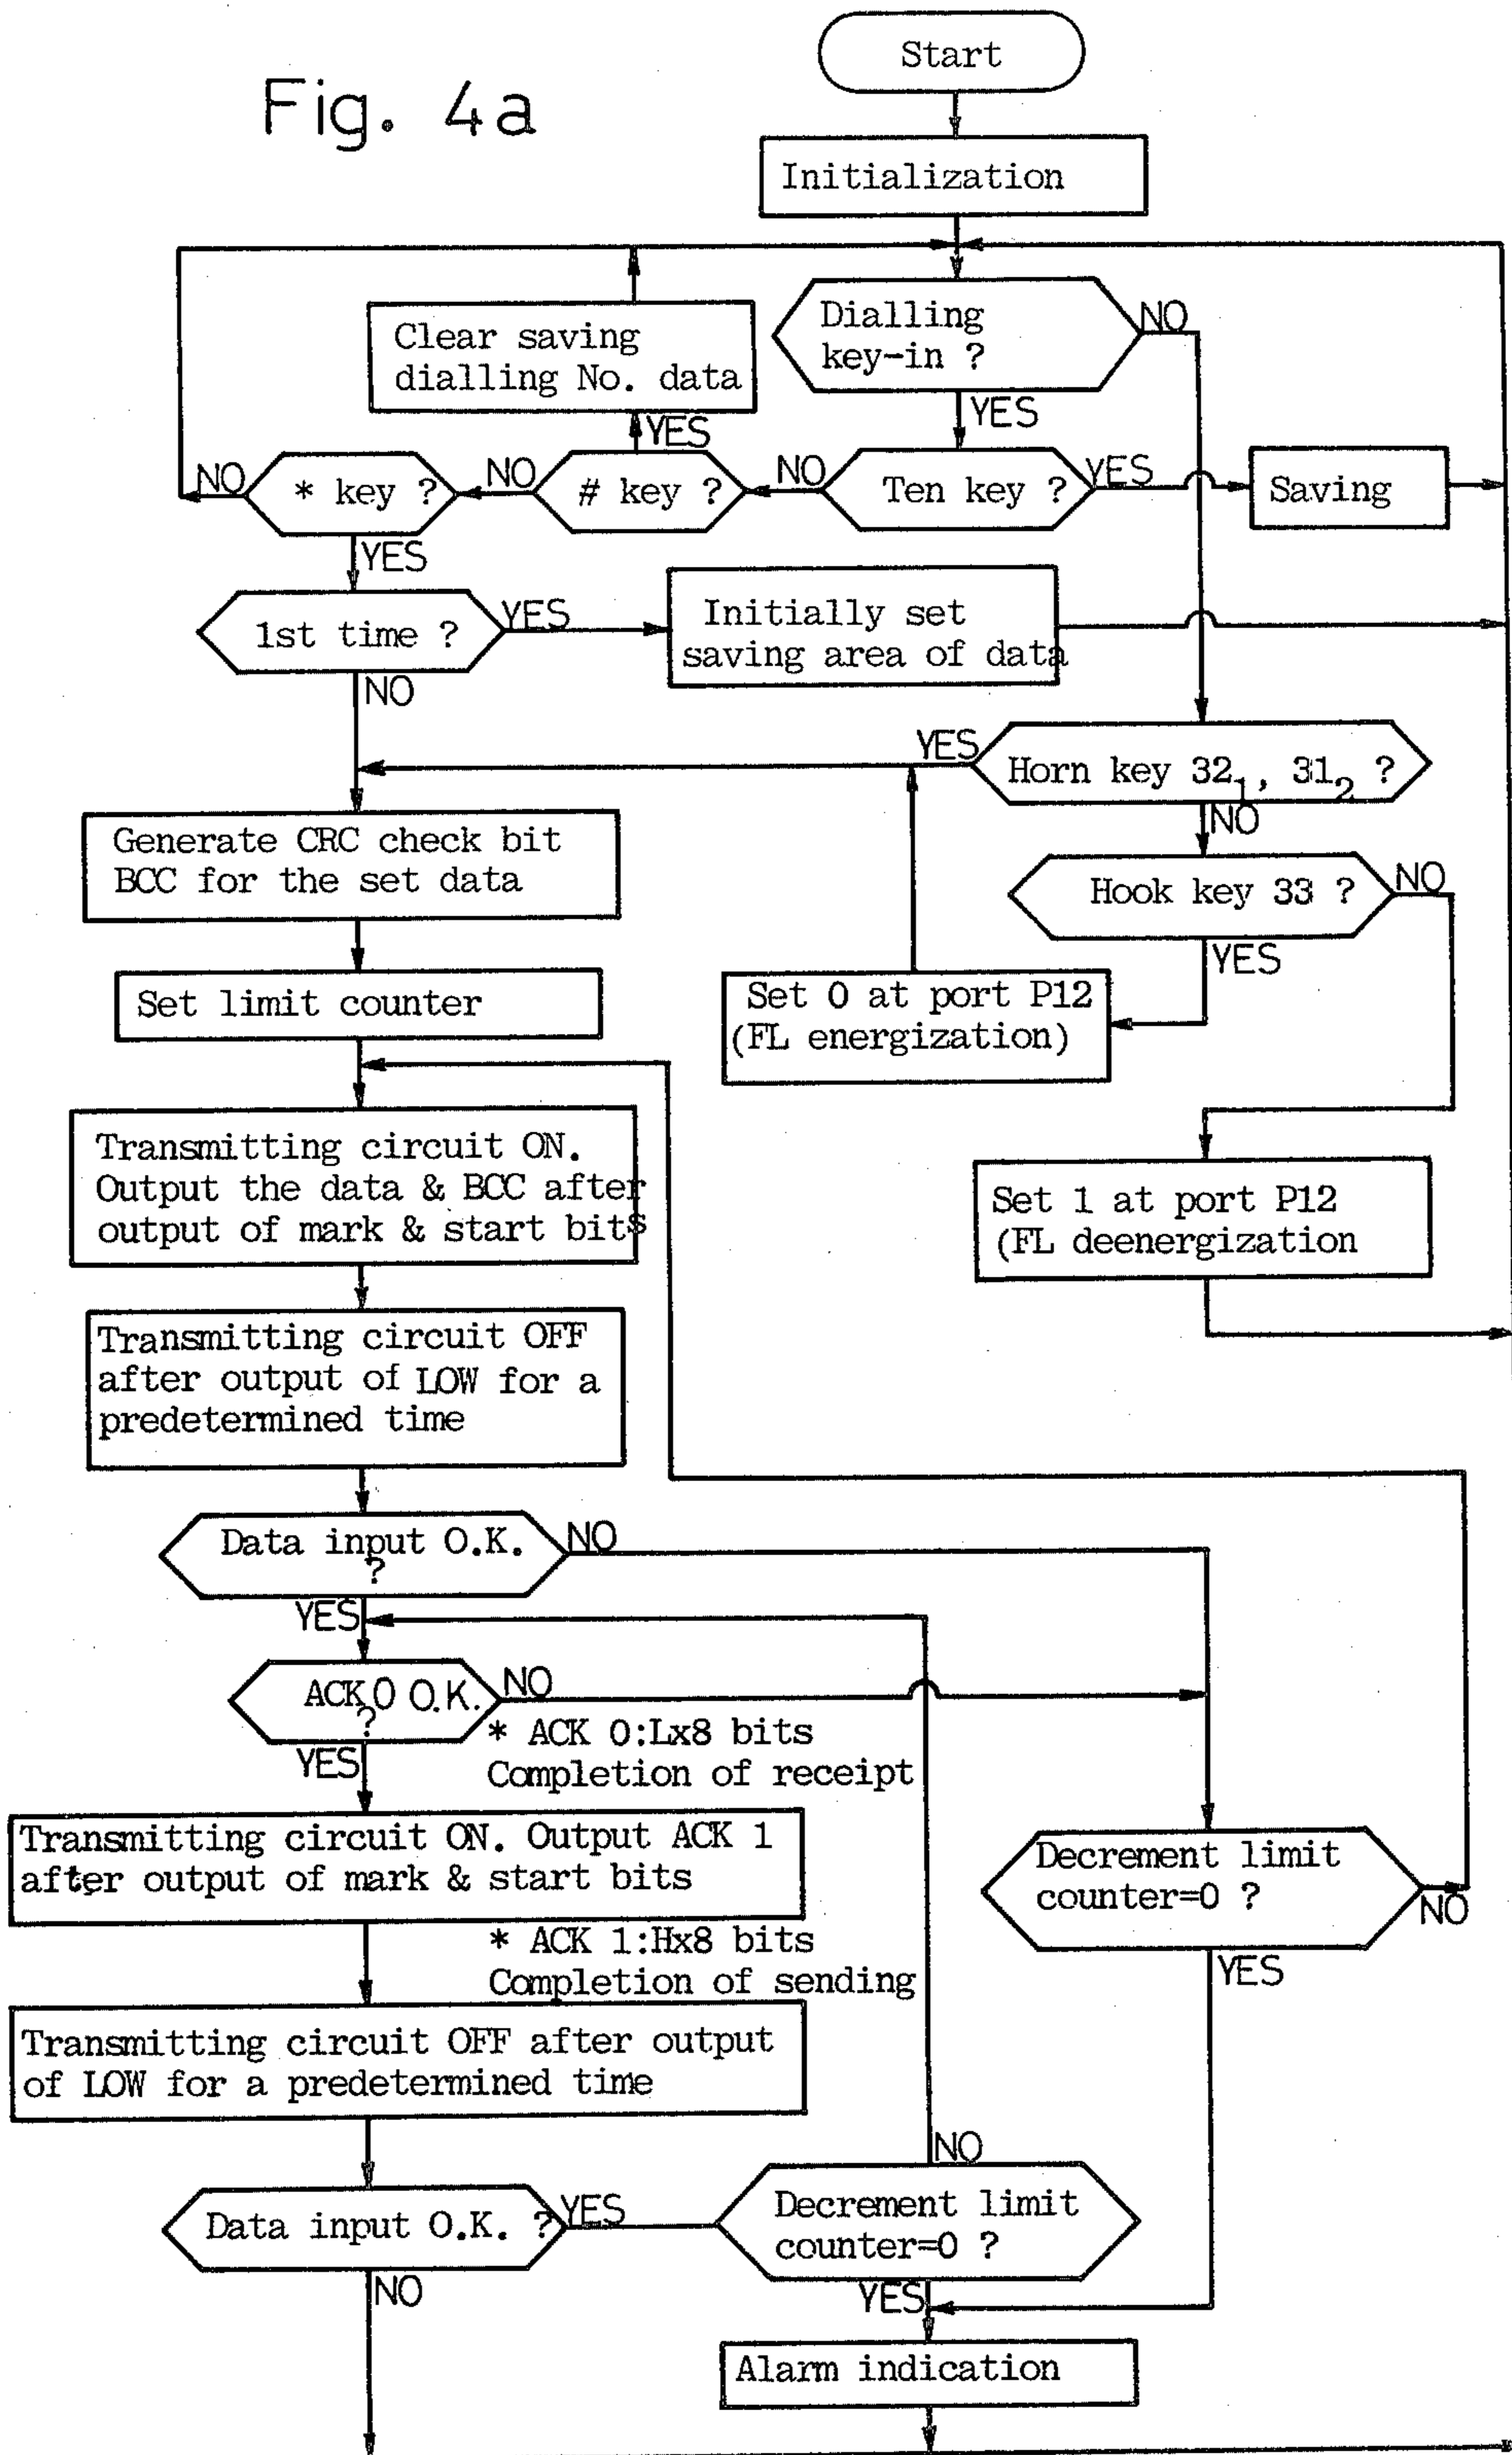 Fig. 4a
Start
Initialization
Dialling
key-in ?
NO
YES
Clear saving
dialling No. data
YES
NO
* key ?
NO
# key ?
NO
Ten key ?
YES
Saving
YES
1st time ?
YES
Initially set
saving area of data
NO
YES
Horn key 32₁, 31₂ ?
NO
Generate CRC check bit
BCC for the set data
Hook key 33 ?
NO
YES
Set limit counter
Set 0 at port P12
(FL energization)
Transmitting circuit ON.
Output the data & BCC after
output of mark & start bits
Set 1 at port P12
(FL deenergization
Transmitting circuit OFF
after output of LOW for a
predetermined time
Data input O.K.
?
NO
YES
ACK 0 O.K.
?
NO
* ACK 0:Lx8 bits
Completion of receipt
YES
Transmitting circuit ON. Output ACK 1
after output of mark & start bits
Decrement limit
counter=0 ?
NO
YES
* ACK 1:Hx8 bits
Completion of sending
Transmitting circuit OFF after output
of LOW for a predetermined time
NO
Data input O.K. ?
YES
Decrement limit
counter=0 ?
NO
YES
Alarm indication